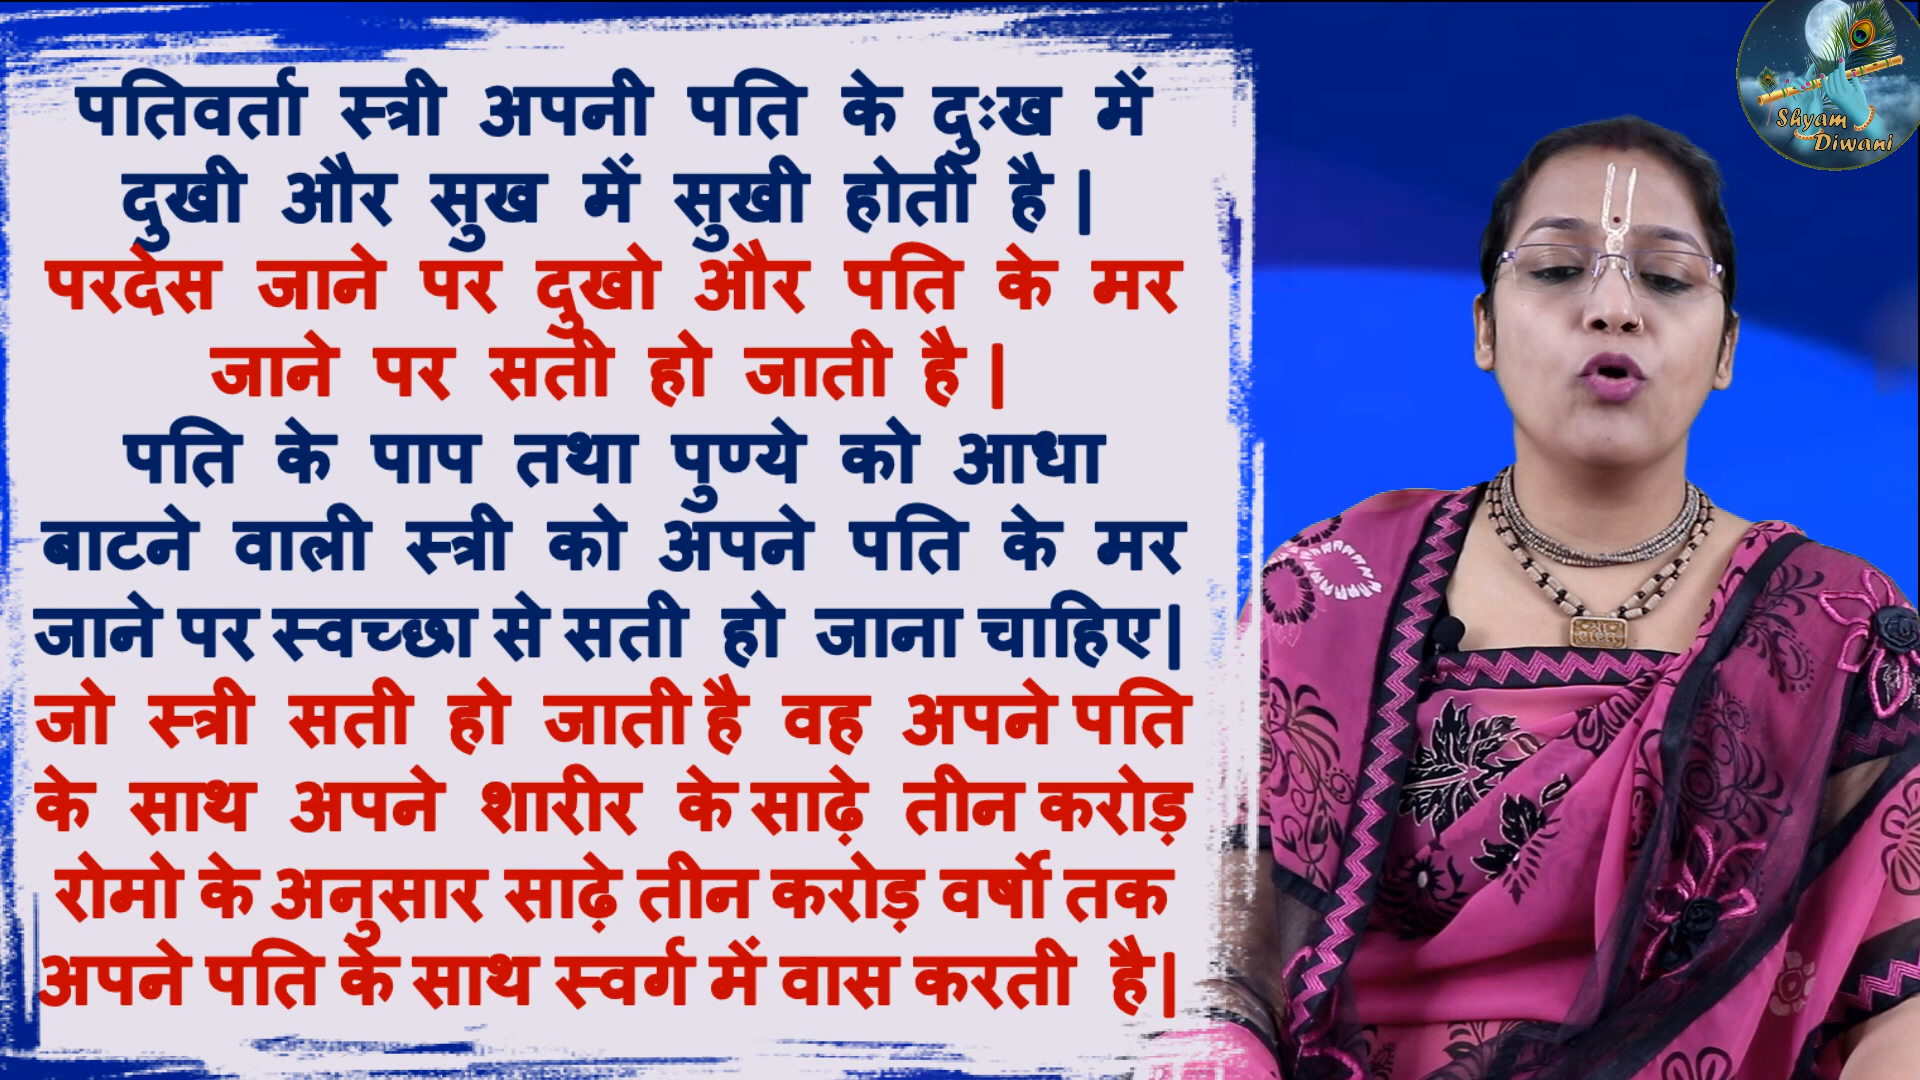 पतिवर्ता स्त्री अपनी पति के दुःख में
दुखी और सुख में सुखी होती है |
परदेस जाने पर दुखो और पति के मर
जाने पर सती हो जाती है |
पति के पाप तथा पुण्ये को आधा
बाटने वाली स्त्री को अपने पति के मर
जाने पर स्वच्छा से सती हो जाना चाहिए|
जो स्त्री सती हो जाती है वह अपने पति
के साथ अपने शारीर के साढ़े तीन करोड़
रोमो के अनुसार साढ़े तीन करोड़ वर्षो तक
अपने पति के साथ स्वर्ग में वास करती है|
Shyam
Diwani